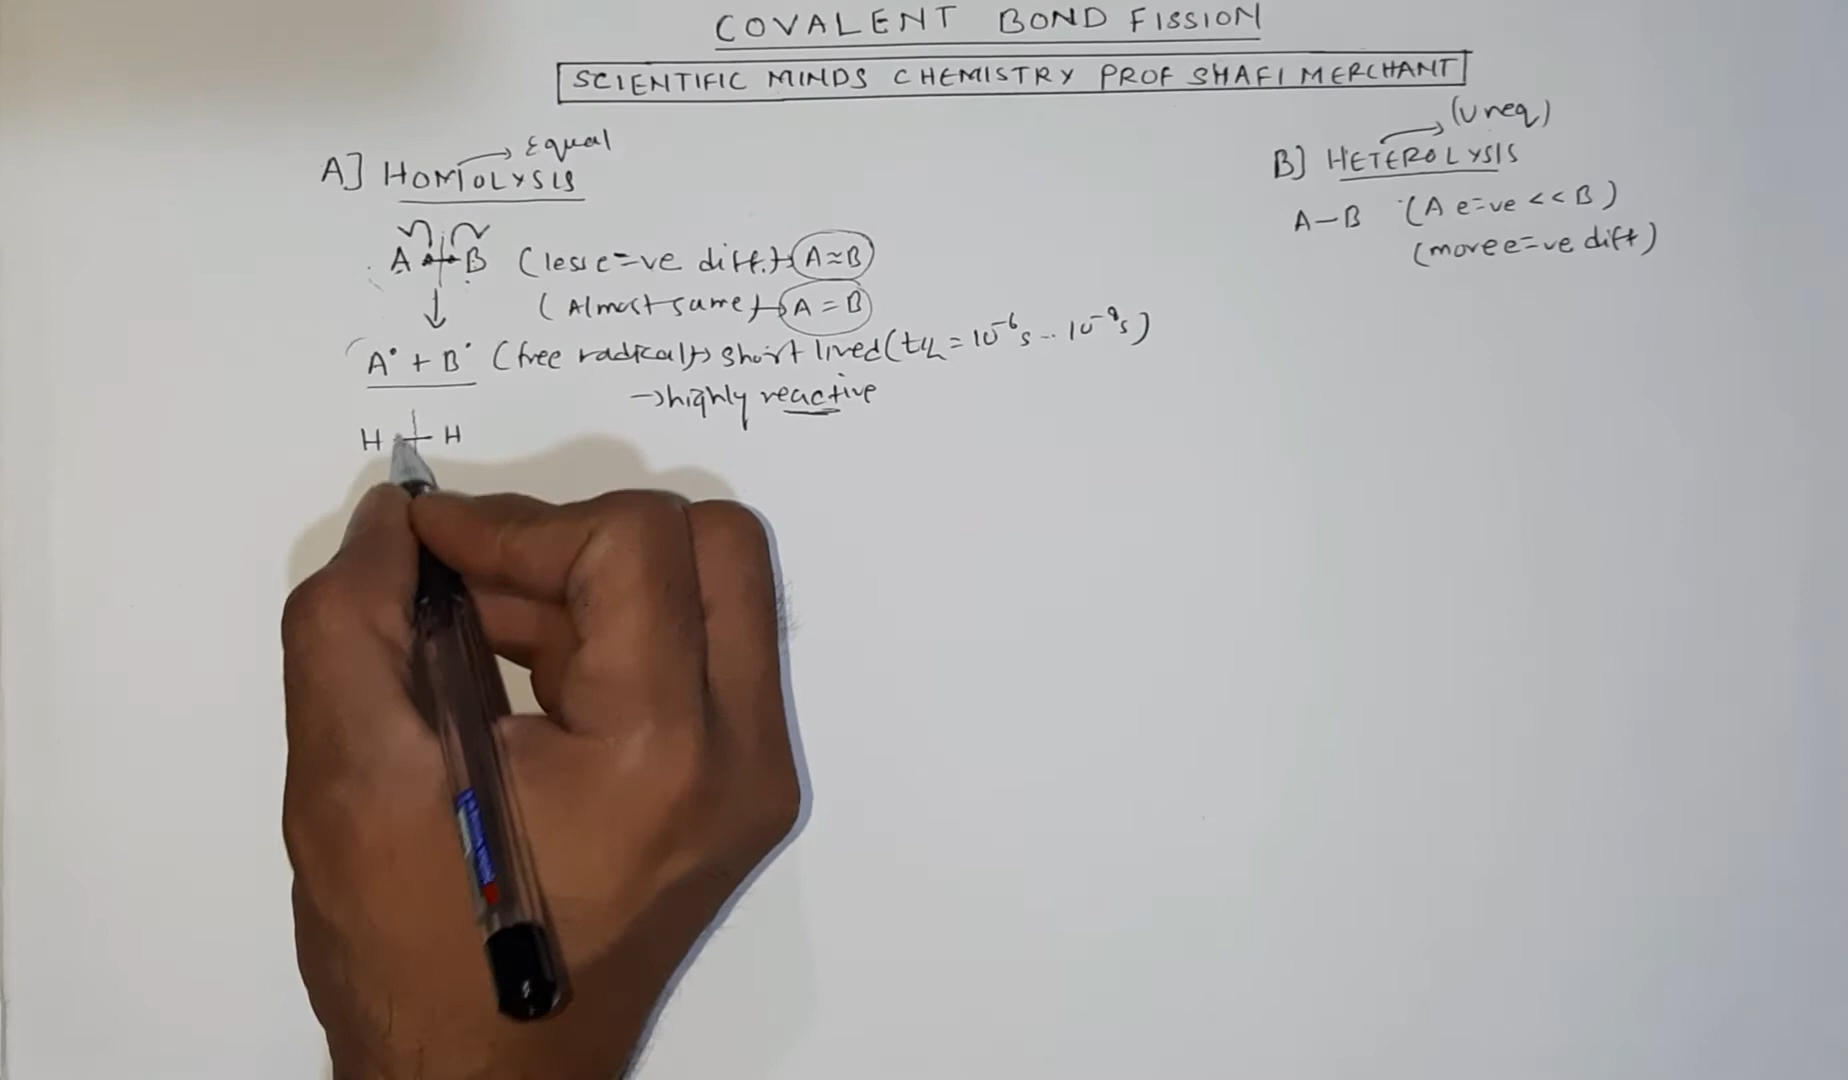 COVALENT BOND FISSION
SCIENTIFIC MINDS CHEMISTRY PROF SHAFI MERCHANT
A] HOMOLYSIS → Equal
A–B (less e=ve diff.) → A≈B
(Almost same) → A = B
↓
A• + B• (free radical) → short lived (t½ = 10⁻⁶s -- 10⁻⁹s)
→ highly reactive
H – H
B] HETEROLYSIS → (Uneq)
A–B (A e=ve << B)
(more e=ve diff)